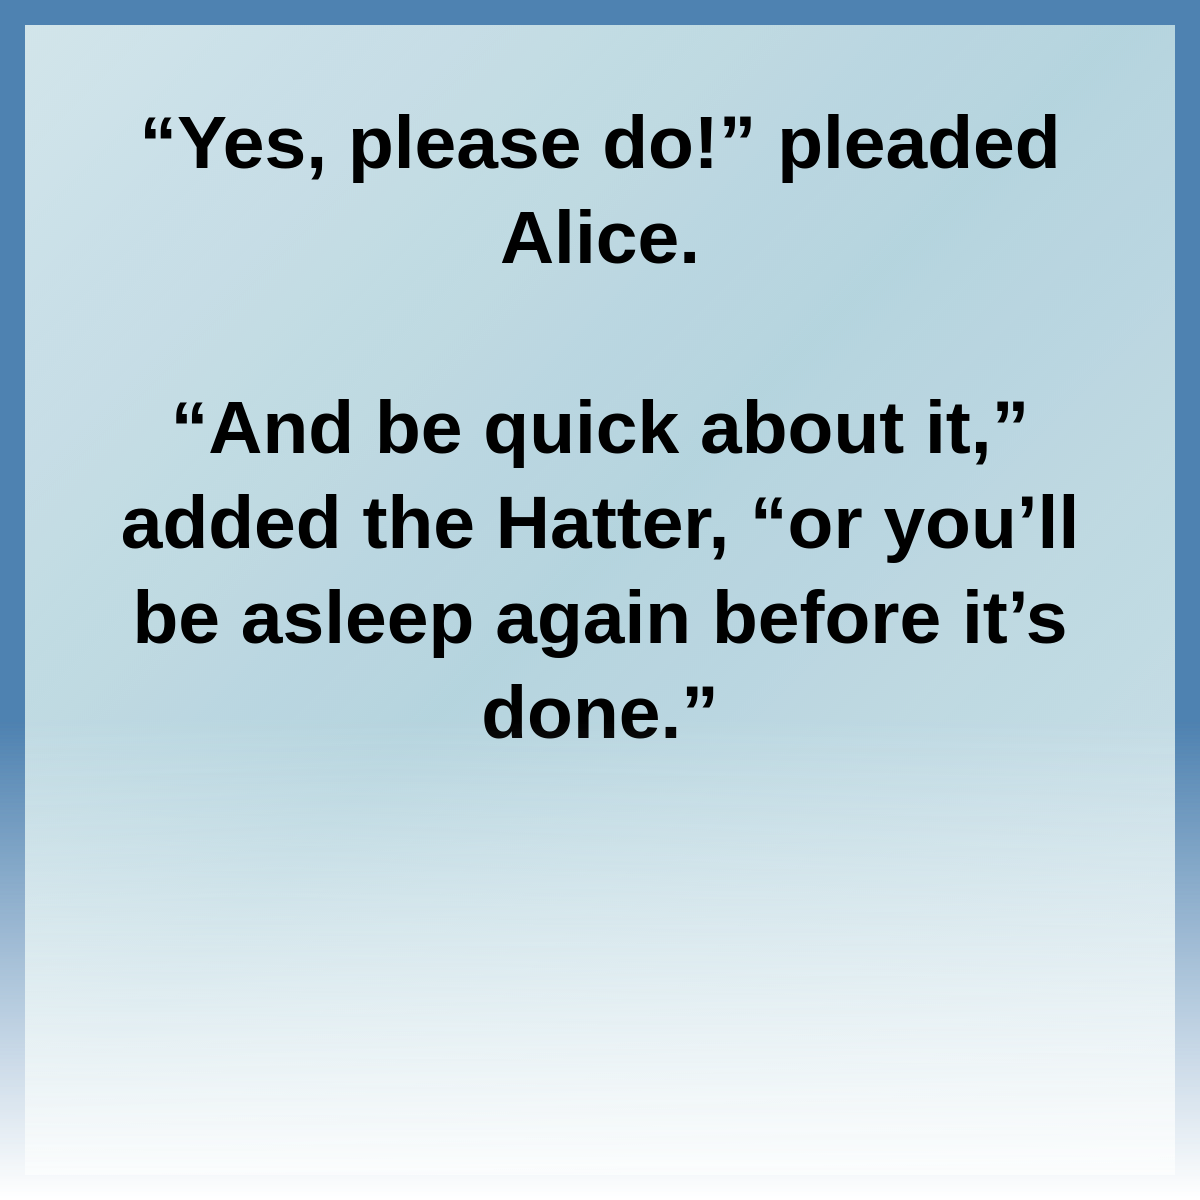 “Yes, please do!” pleaded
Alice.
“And be quick about it,”
added the Hatter, “or you’ll
be asleep again before it’s
done.”